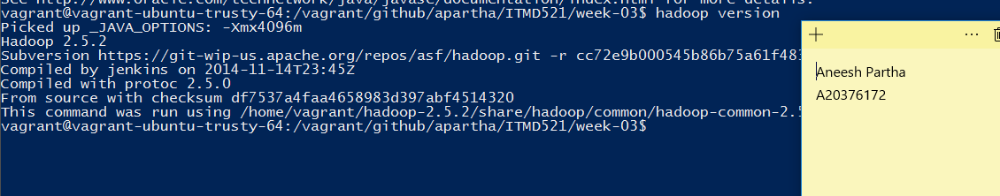 See http://www.oracle.com/technetwork/java/javase/documentation/index.html for more details.
vagrant@vagrant-ubuntu-trusty-64:/vagrant/github/apartha/ITMD521/week-03$ hadoop version
Picked up _JAVA_OPTIONS: -Xmx4096m
Hadoop 2.5.2
Subversion https://git-wip-us.apache.org/repos/asf/hadoop.git -r cc72e9b000545b86b75a61f483
Compiled by jenkins on 2014-11-14T23:45Z
Compiled with protoc 2.5.0
From source with checksum df7537a4faa4658983d397abf4514320
This command was run using /home/vagrant/hadoop-2.5.2/share/hadoop/common/hadoop-common-2.5
vagrant@vagrant-ubuntu-trusty-64:/vagrant/github/apartha/ITMD521/week-03$
Aneesh Partha
A20376172